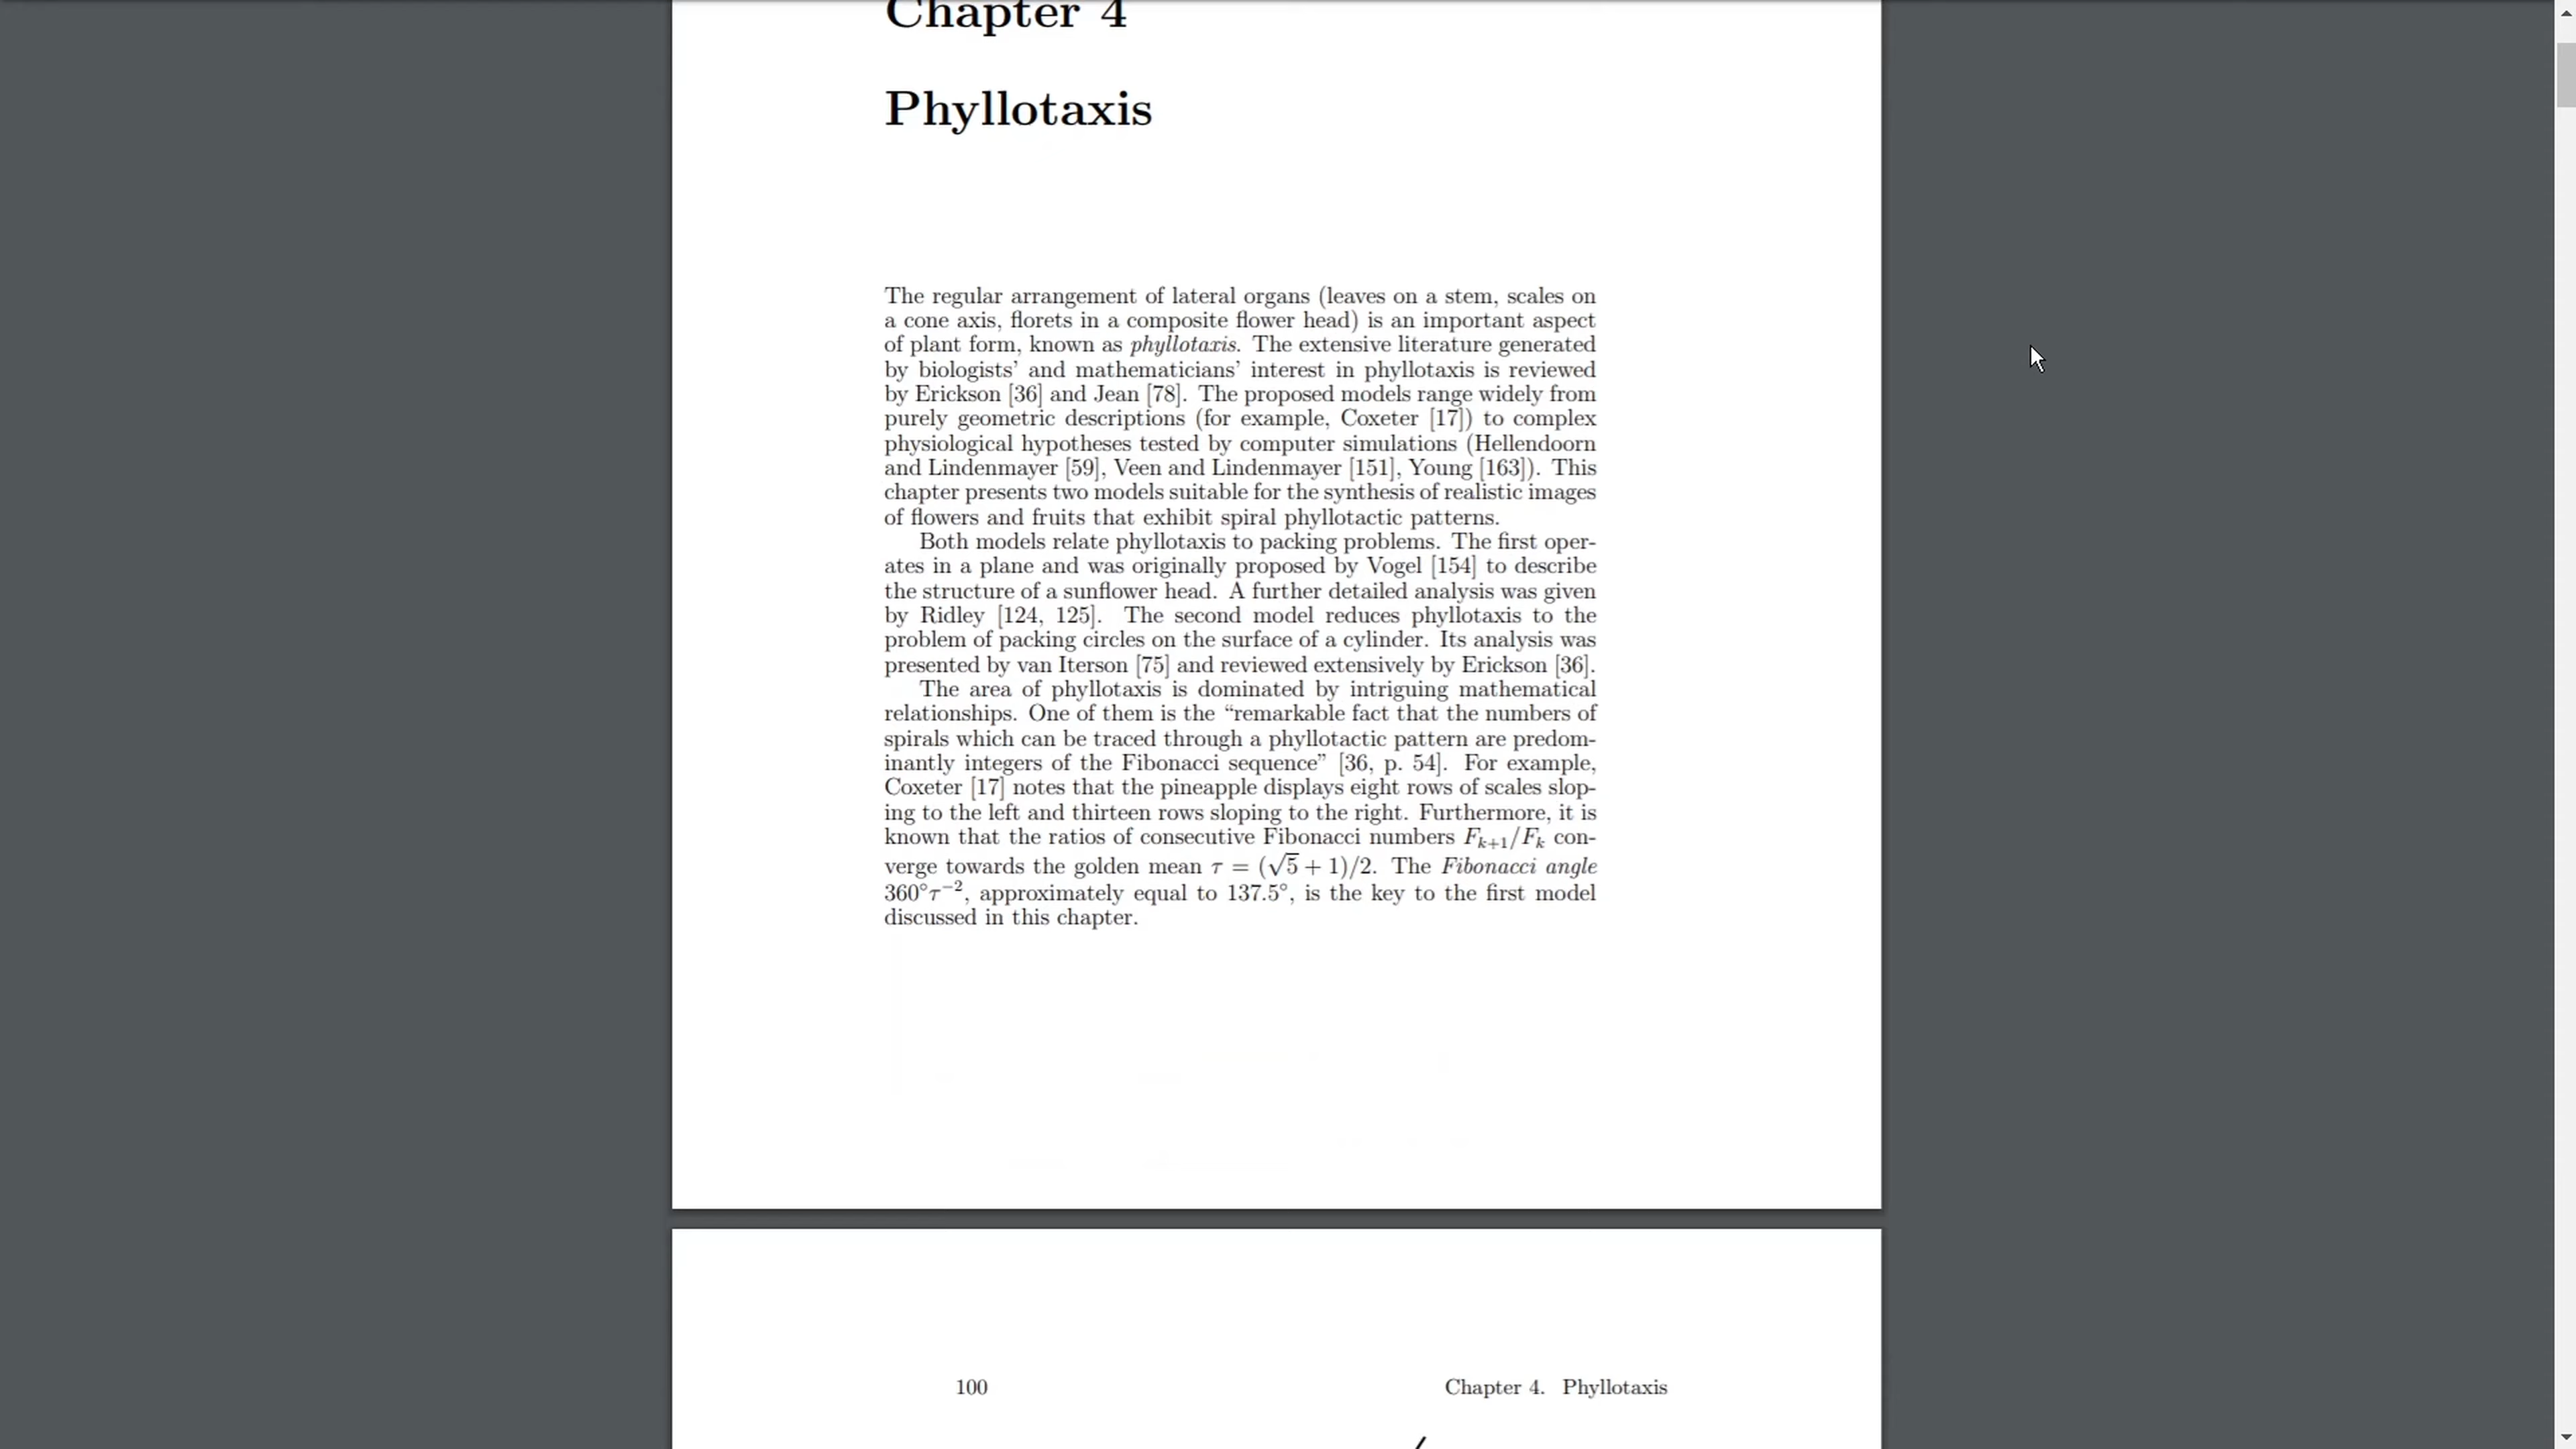 Chapter 4
Phyllotaxis
The regular arrangement of lateral organs (leaves on a stem, scales on
a cone axis, florets in a composite flower head) is an important aspect
of plant form, known as phyllotaxis. The extensive literature generated
by biologists’ and mathematicians’ interest in phyllotaxis is reviewed
by Erickson [36] and Jean [78]. The proposed models range widely from
purely geometric descriptions (for example, Coxeter [17]) to complex
physiological hypotheses tested by computer simulations (Hellendoorn
and Lindenmayer [59], Veen and Lindenmayer [151], Young [163]). This
chapter presents two models suitable for the synthesis of realistic images
of flowers and fruits that exhibit spiral phyllotactic patterns.
Both models relate phyllotaxis to packing problems. The first oper-
ates in a plane and was originally proposed by Vogel [154] to describe
the structure of a sunflower head. A further detailed analysis was given
by Ridley [124, 125]. The second model reduces phyllotaxis to the
problem of packing circles on the surface of a cylinder. Its analysis was
presented by van Iterson [75] and reviewed extensively by Erickson [36].
The area of phyllotaxis is dominated by intriguing mathematical
relationships. One of them is the “remarkable fact that the numbers of
spirals which can be traced through a phyllotactic pattern are predom-
inantly integers of the Fibonacci sequence” [36, p. 54]. For example,
Coxeter [17] notes that the pineapple displays eight rows of scales slop-
ing to the left and thirteen rows sloping to the right. Furthermore, it is
known that the ratios of consecutive Fibonacci numbers Fₖ₊₁/Fₖ con-
verge towards the golden mean τ = (√5 + 1)/2. The Fibonacci angle
360°τ⁻², approximately equal to 137.5°, is the key to the first model
discussed in this chapter.
100 Chapter 4. Phyllotaxis